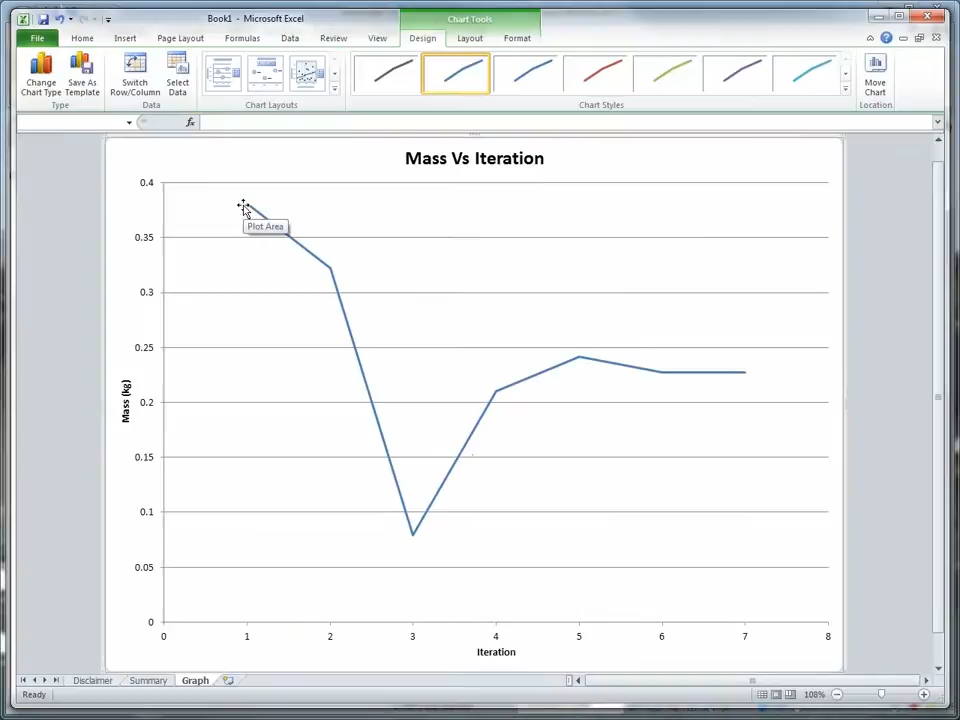 Book1 - Microsoft Excel
Chart Tools
File Home Insert Page Layout Formulas Data Review View Design Layout Format
Change Chart Type
Save As Template
Switch Row/Column
Select Data
Move Chart
Type Data Chart Layouts Chart Styles Location
fx
Mass Vs Iteration
0.4
Plot Area
0.35
0.3
0.25
Mass (kg)
0.2
0.15
0.1
0.05
0
0 1 2 3 4 5 6 7 8
Iteration
Disclaimer Summary Graph
Ready 108%